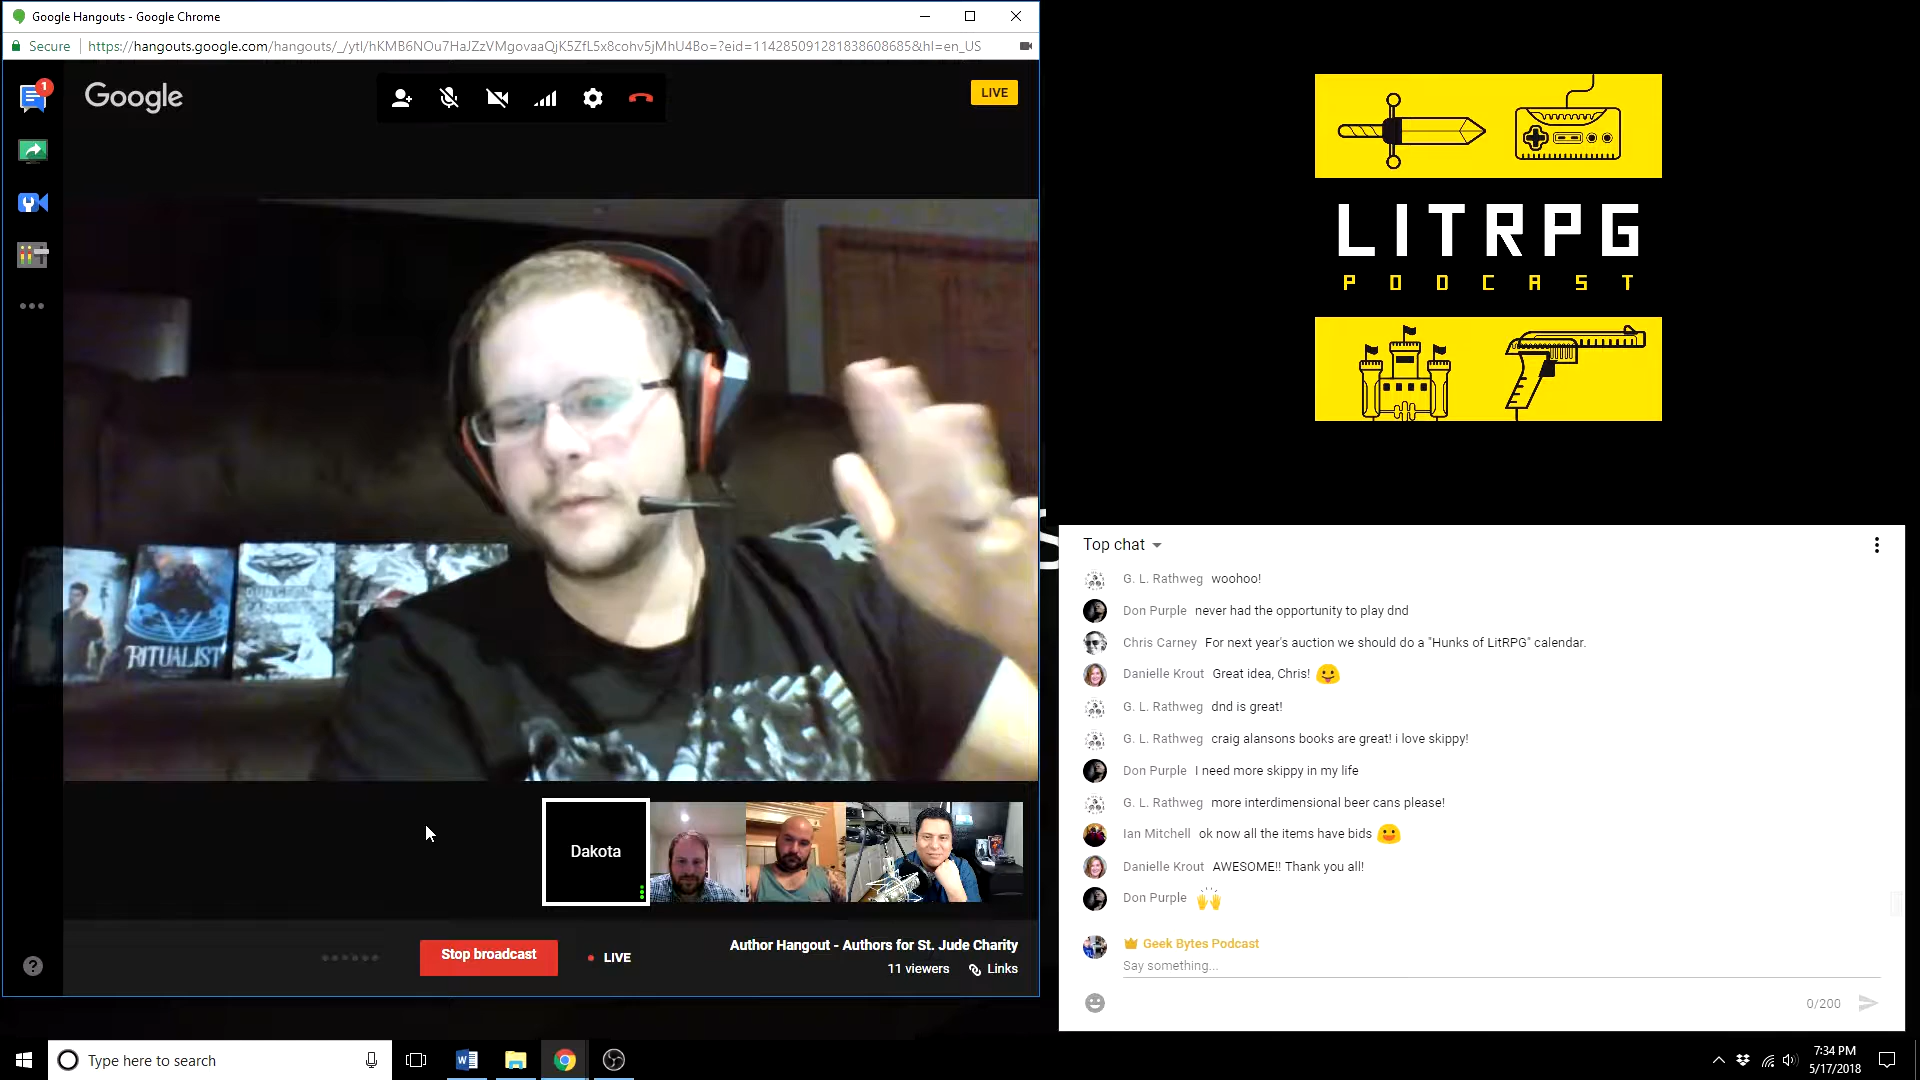 Google Hangouts - Google Chrome
Secure
https://hangouts.google.com/hangouts/_/ytl/hKMB6NOu7HaJZzVMgovaaQjK5ZfL5x8cohv5jMhU4Bo=?eid=114285091281838608685&hl=en_US
1
Google
LIVE
RITUALIST
Dakota
Stop broadcast
LIVE
Author Hangout - Authors for St. Jude Charity
11 viewers
Links
LITRPG
PODCAST
Top chat
G. L. Rathweg woohoo!
Don Purple never had the opportunity to play dnd
Chris Carney For next year's auction we should do a "Hunks of LitRPG" calendar.
Danielle Krout Great idea, Chris! 😛
G. L. Rathweg dnd is great!
G. L. Rathweg craig alansons books are great! i love skippy!
Don Purple I need more skippy in my life
G. L. Rathweg more interdimensional beer cans please!
Ian Mitchell ok now all the items have bids 😀
Danielle Krout AWESOME!! Thank you all!
Don Purple 🙌
Geek Bytes Podcast
Say something...
0/200
Type here to search
7:34 PM
5/17/2018